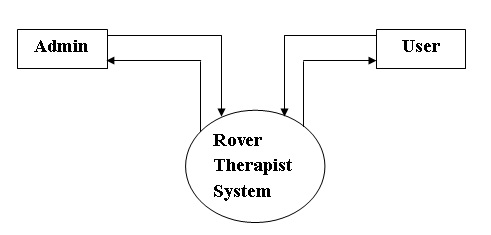 Admin
User
Rover
Therapist
System